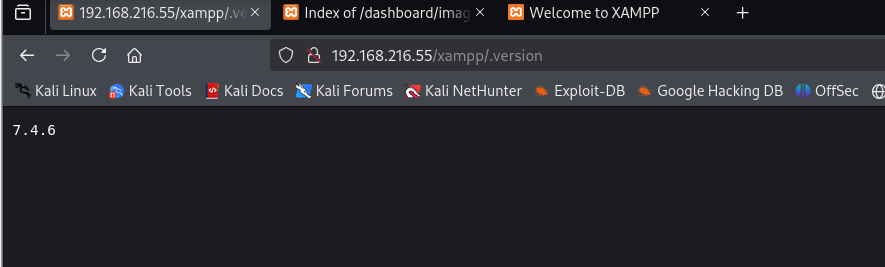 192.168.216.55/xampp/.ve
Index of /dashboard/imag
Welcome to XAMPP
192.168.216.55/xampp/.version
Kali Linux
Kali Tools
Kali Docs
Kali Forums
Kali NetHunter
Exploit-DB
Google Hacking DB
OffSec
7.4.6